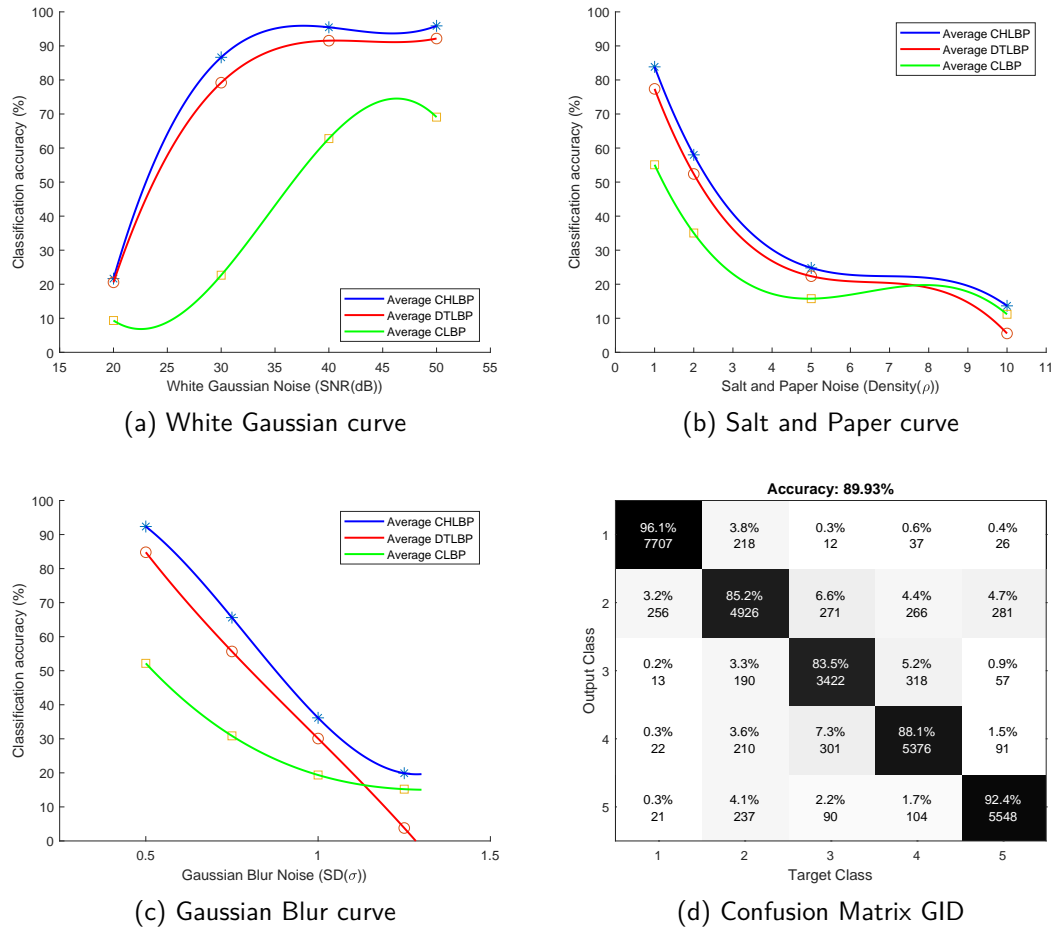 100
90
80
70
60
50
40
30
20
10
0
Classification accuracy (%)
15 20 25 30 35 40 45 50 55
White Gaussian Noise (SNR(dB))
Average CHLBP
Average DTLBP
Average CLBP
(a) White Gaussian curve
100
90
80
70
60
50
40
30
20
10
0
Classification accuracy (%)
0 1 2 3 4 5 6 7 8 9 10 11
Salt and Paper Noise (Density(ρ))
Average CHLBP
Average DTLBP
Average CLBP
(b) Salt and Paper curve
100
90
80
70
60
50
40
30
20
10
0
Classification accuracy (%)
0.5 1 1.5
Gaussian Blur Noise (SD(σ))
Average CHLBP
Average DTLBP
Average CLBP
(c) Gaussian Blur curve
Accuracy: 89.93%
Output Class
96.1% 3.8% 0.3% 0.6% 0.4%
1
7707 218 12 37 26
3.2% 85.2% 6.6% 4.4% 4.7%
2
256 4926 271 266 281
0.2% 3.3% 83.5% 5.2% 0.9%
3
13 190 3422 318 57
0.3% 3.6% 7.3% 88.1% 1.5%
4
22 210 301 5376 91
0.3% 4.1% 2.2% 1.7% 92.4%
5
21 237 90 104 5548
1 2 3 4 5
Target Class
(d) Confusion Matrix GID